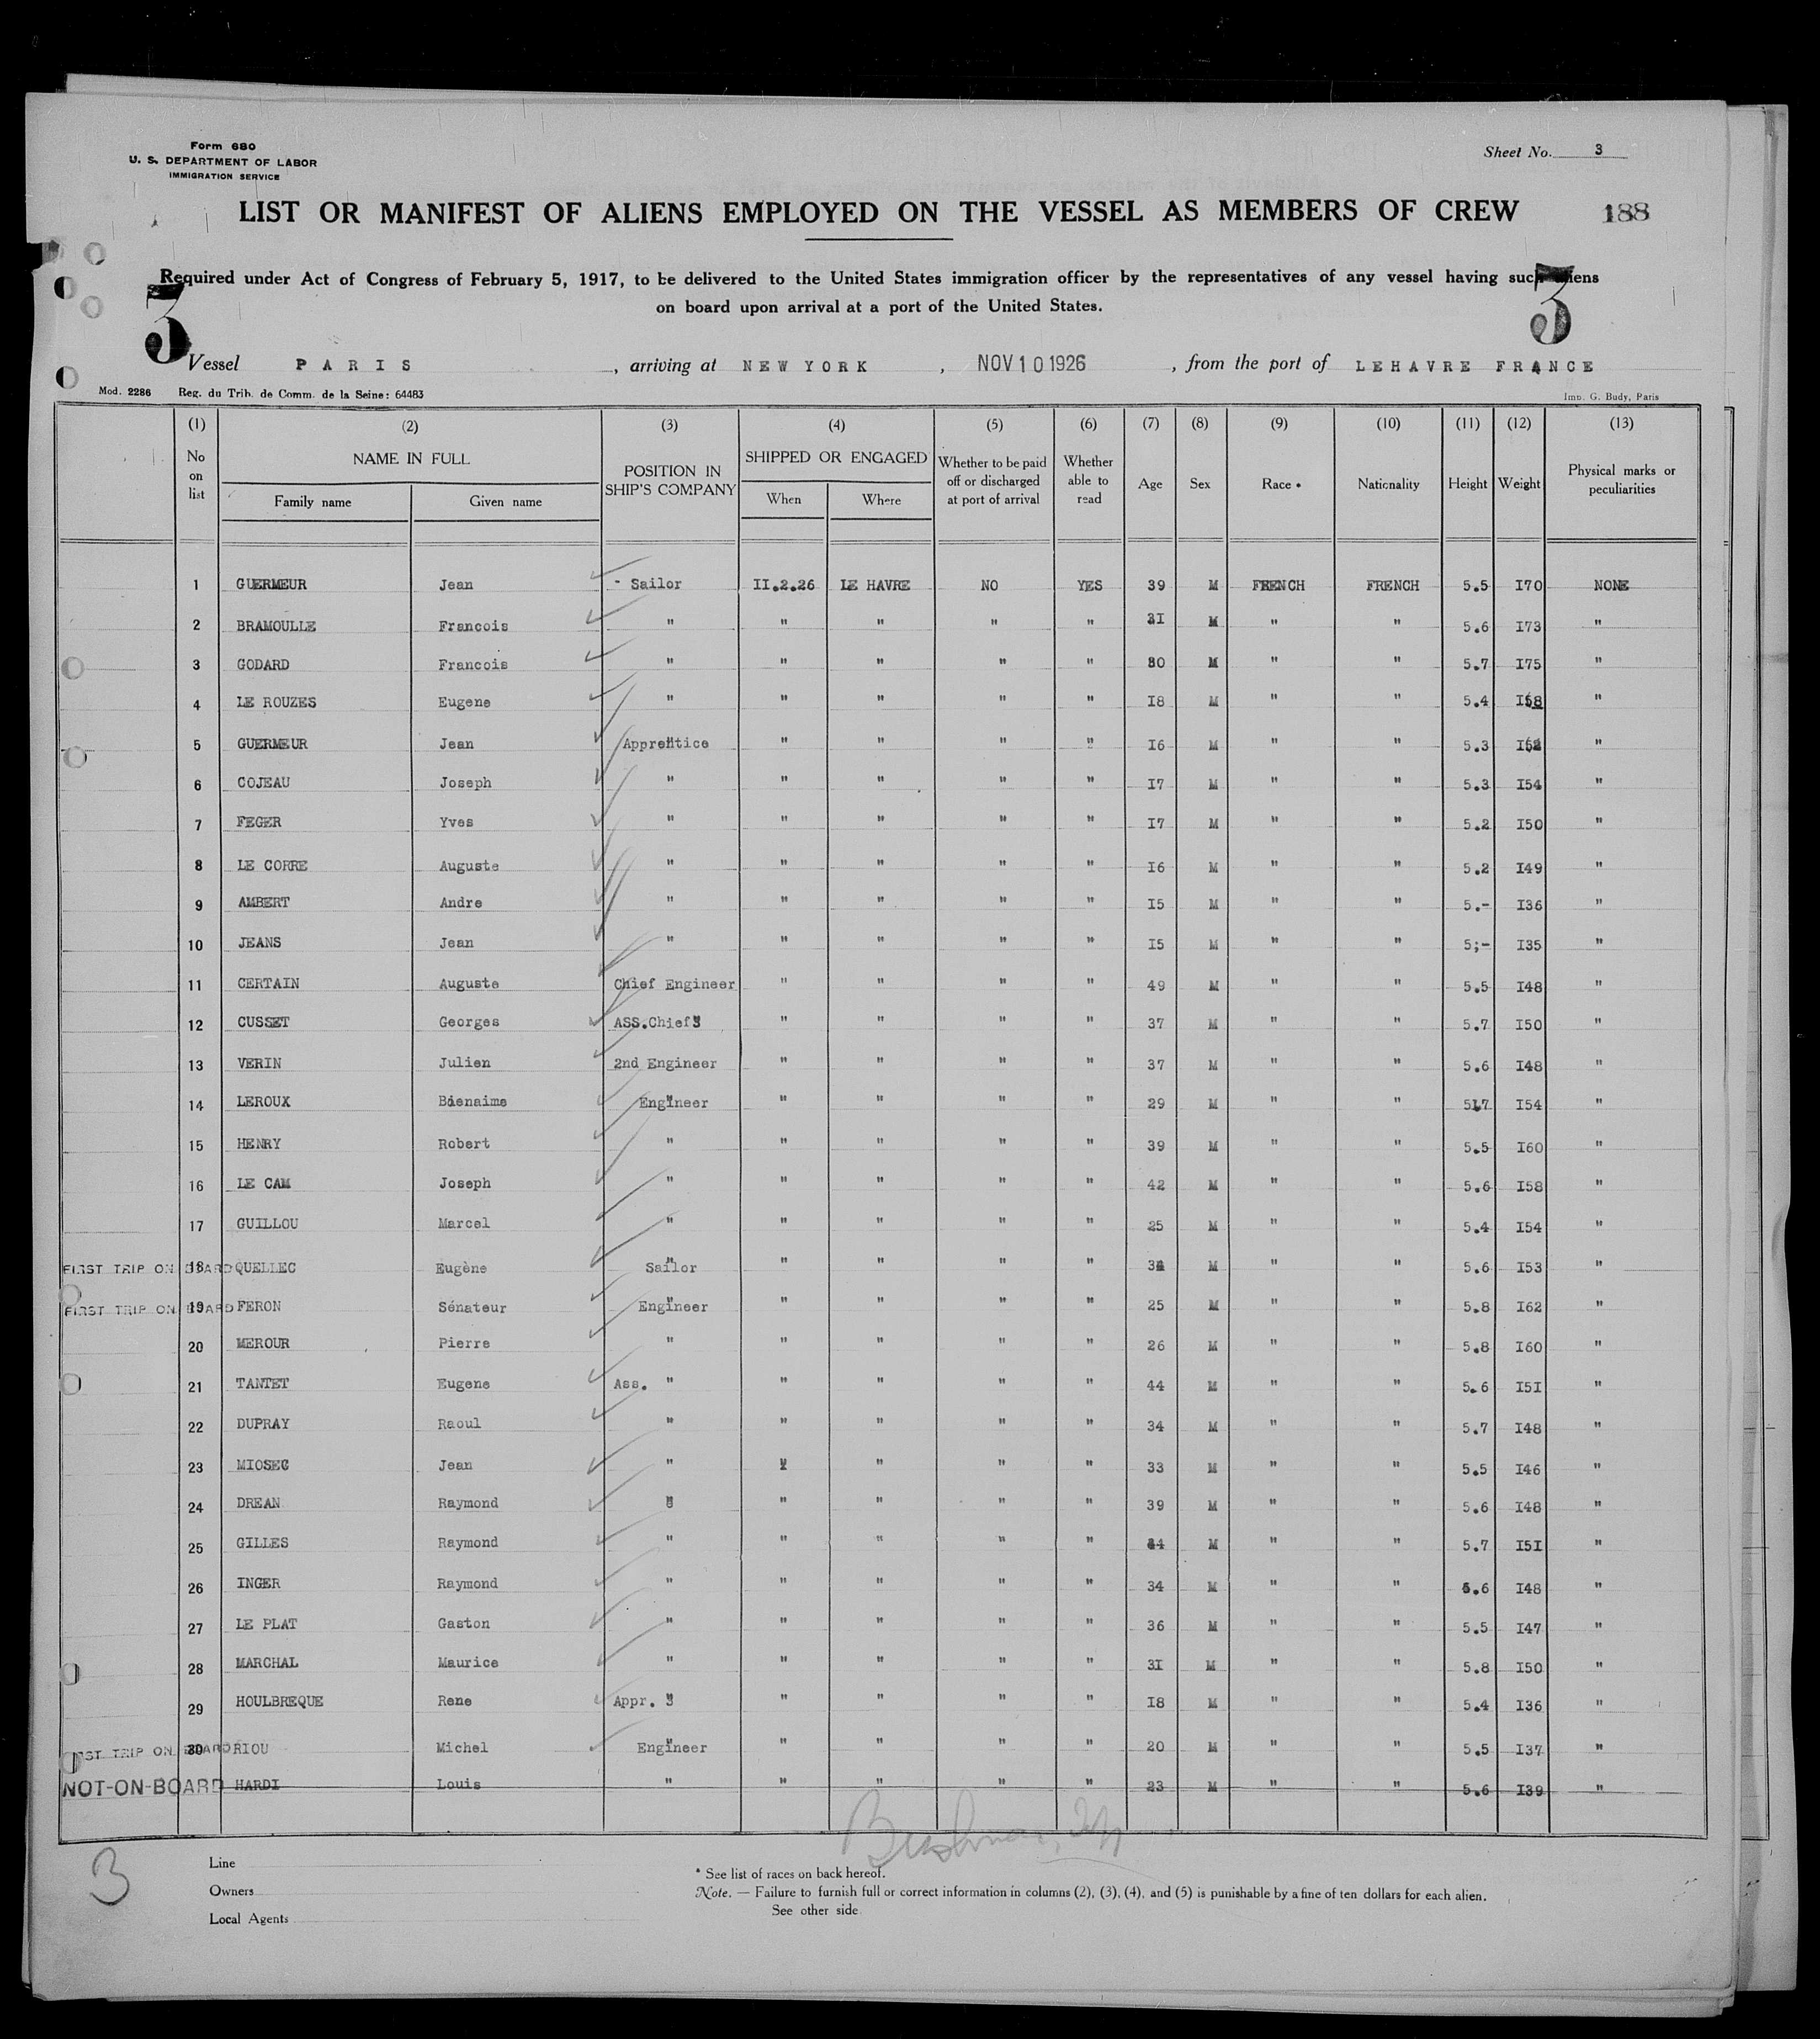 Form 680
U. S. DEPARTMENT OF LABOR
IMMIGRATION SERVICE
Sheet No. 3
LIST OR MANIFEST OF ALIENS EMPLOYED ON THE VESSEL AS MEMBERS OF CREW
188
Required under Act of Congress of February 5, 1917, to be delivered to the United States immigration officer by the representatives of any vessel having such aliens
on board upon arrival at a port of the United States.
3 3
Vessel PARIS, arriving at NEW YORK, NOV 10 1926, from the port of LEHAVRE FRANCE
Mod. 2286 Reg. du Trib. de Comm. de la Seine: 64483 Imp. G. Budy, Paris
(1) (2) (3) (4) (5) (6) (7) (8) (9) (10) (11) (12) (13)
No on list NAME IN FULL Family name Given name POSITION IN SHIP'S COMPANY SHIPPED OR ENGAGED When Where Whether to be paid off or discharged at port of arrival Whether able to read Age Sex Race * Nationality Height Weight Physical marks or peculiarities
1 GUERMEUR Jean - Sailor II.2.26 LE HAVRE NO YES 39 M FRENCH FRENCH 5.5 I70 NONE
2 BRAMOULLE Francois " " " " " 31 M " " 5.6 I73 "
3 GODARD Francois " " " " " 30 M " " 5.7 I75 "
4 LE ROUZES Eugene " " " " " I8 M " " 5.4 I58 "
5 GUERMEUR Jean Apprentice " " " " I6 M " " 5.3 I52 "
6 COJEAU Joseph " " " " " I7 M " " 5.3 I54 "
7 FEGER Yves " " " " " I7 M " " 5.2 I50 "
8 LE CORRE Auguste " " " " " I6 M " " 5.2 I49 "
9 AMBERT Andre " " " " " I5 M " " 5.- I36 "
10 JEANS Jean " " " " " I5 M " " 5;- I35 "
11 CERTAIN Auguste Chief Engineer " " " " 49 M " " 5.5 I48 "
12 CUSSET Georges ASS.Chief " " " " 37 M " " 5.7 I50 "
13 VERIN Julien 2nd Engineer " " " " 37 M " " 5.6 I48 "
14 LEROUX Bienaime Engineer " " " " 29 M " " 5.7 I54 "
15 HENRY Robert " " " " " 39 M " " 5.5 I60 "
16 LE CAM Joseph " " " " " 42 M " " 5.6 I58 "
17 GUILLOU Marcel " " " " " 25 M " " 5.4 I54 "
FIRST TRIP ON BOARD 18 QUELLEC Eugène Sailor " " " " 34 M " " 5.6 I53 "
FIRST TRIP ON BOARD 19 FERON Sénateur Engineer " " " " 25 M " " 5.8 I62 "
20 MEROUR Pierre " " " " " 26 M " " 5.8 I60 "
21 TANTET Eugene Ass. " " " " " 44 M " " 5.6 I5I "
22 DUPRAY Raoul " " " " " 34 M " " 5.7 I48 "
23 MIOSEC Jean " " " " " 33 M " " 5.5 I46 "
24 DREAN Raymond " " " " " 39 M " " 5.6 I48 "
25 GILLES Raymond " " " " " 44 M " " 5.7 I5I "
26 INGER Raymond " " " " " 34 M " " 5.6 I48 "
27 LE PLAT Gaston " " " " " 36 M " " 5.5 I47 "
28 MARCHAL Maurice " " " " " 3I M " " 5.8 I50 "
29 HOULBREQUE Rene Appr. " " " " " I8 M " " 5.4 I36 "
FIRST TRIP ON BOARD 30 RIOU Michel Engineer " " " " 20 M " " 5.5 I37 "
NOT-ON-BOARD HARDI Louis " " " " " 23 M " " 5.6 I39 "
3
Line
Owners
Local Agents
* See list of races on back hereof.
Note. — Failure to furnish full or correct information in columns (2), (3), (4), and (5) is punishable by a fine of ten dollars for each alien.
See other side.